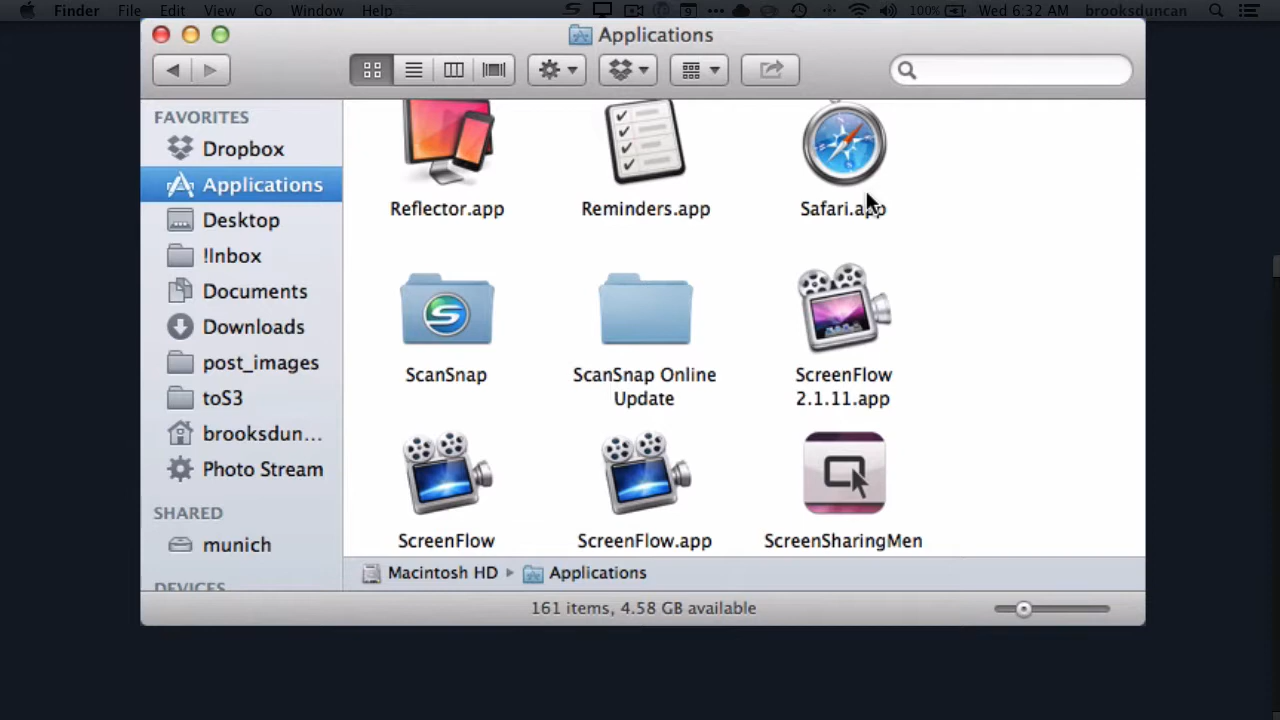 Finder File Edit View Go Window Help 9 100% Wed 6:32 AM brooksduncan
Applications
FAVORITES
Dropbox
Applications
Desktop
!Inbox
Documents
Downloads
post_images
toS3
brooksdun...
Photo Stream
SHARED
munich
DEVICES
Reflector.app Reminders.app Safari.app
ScanSnap ScanSnap Online Update ScreenFlow 2.1.11.app
ScreenFlow ScreenFlow.app ScreenSharingMen
Macintosh HD Applications
161 items, 4.58 GB available